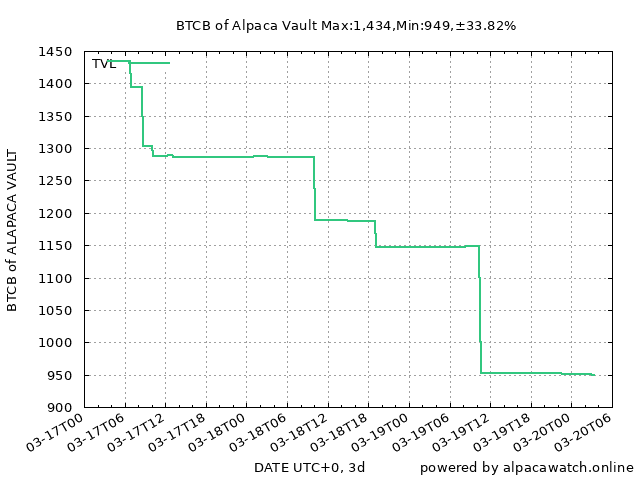 BTCB of Alpaca Vault Max:1,434,Min:949,±33.82%
TVL
BTCB of ALAPACA VAULT
1450
1400
1350
1300
1250
1200
1150
1100
1050
1000
950
900
03-17T00
03-17T06
03-17T12
03-17T18
03-18T00
03-18T06
03-18T12
03-18T18
03-19T00
03-19T06
03-19T12
03-19T18
03-20T00
03-20T06
DATE UTC+0, 3d
powered by alpacawatch.online